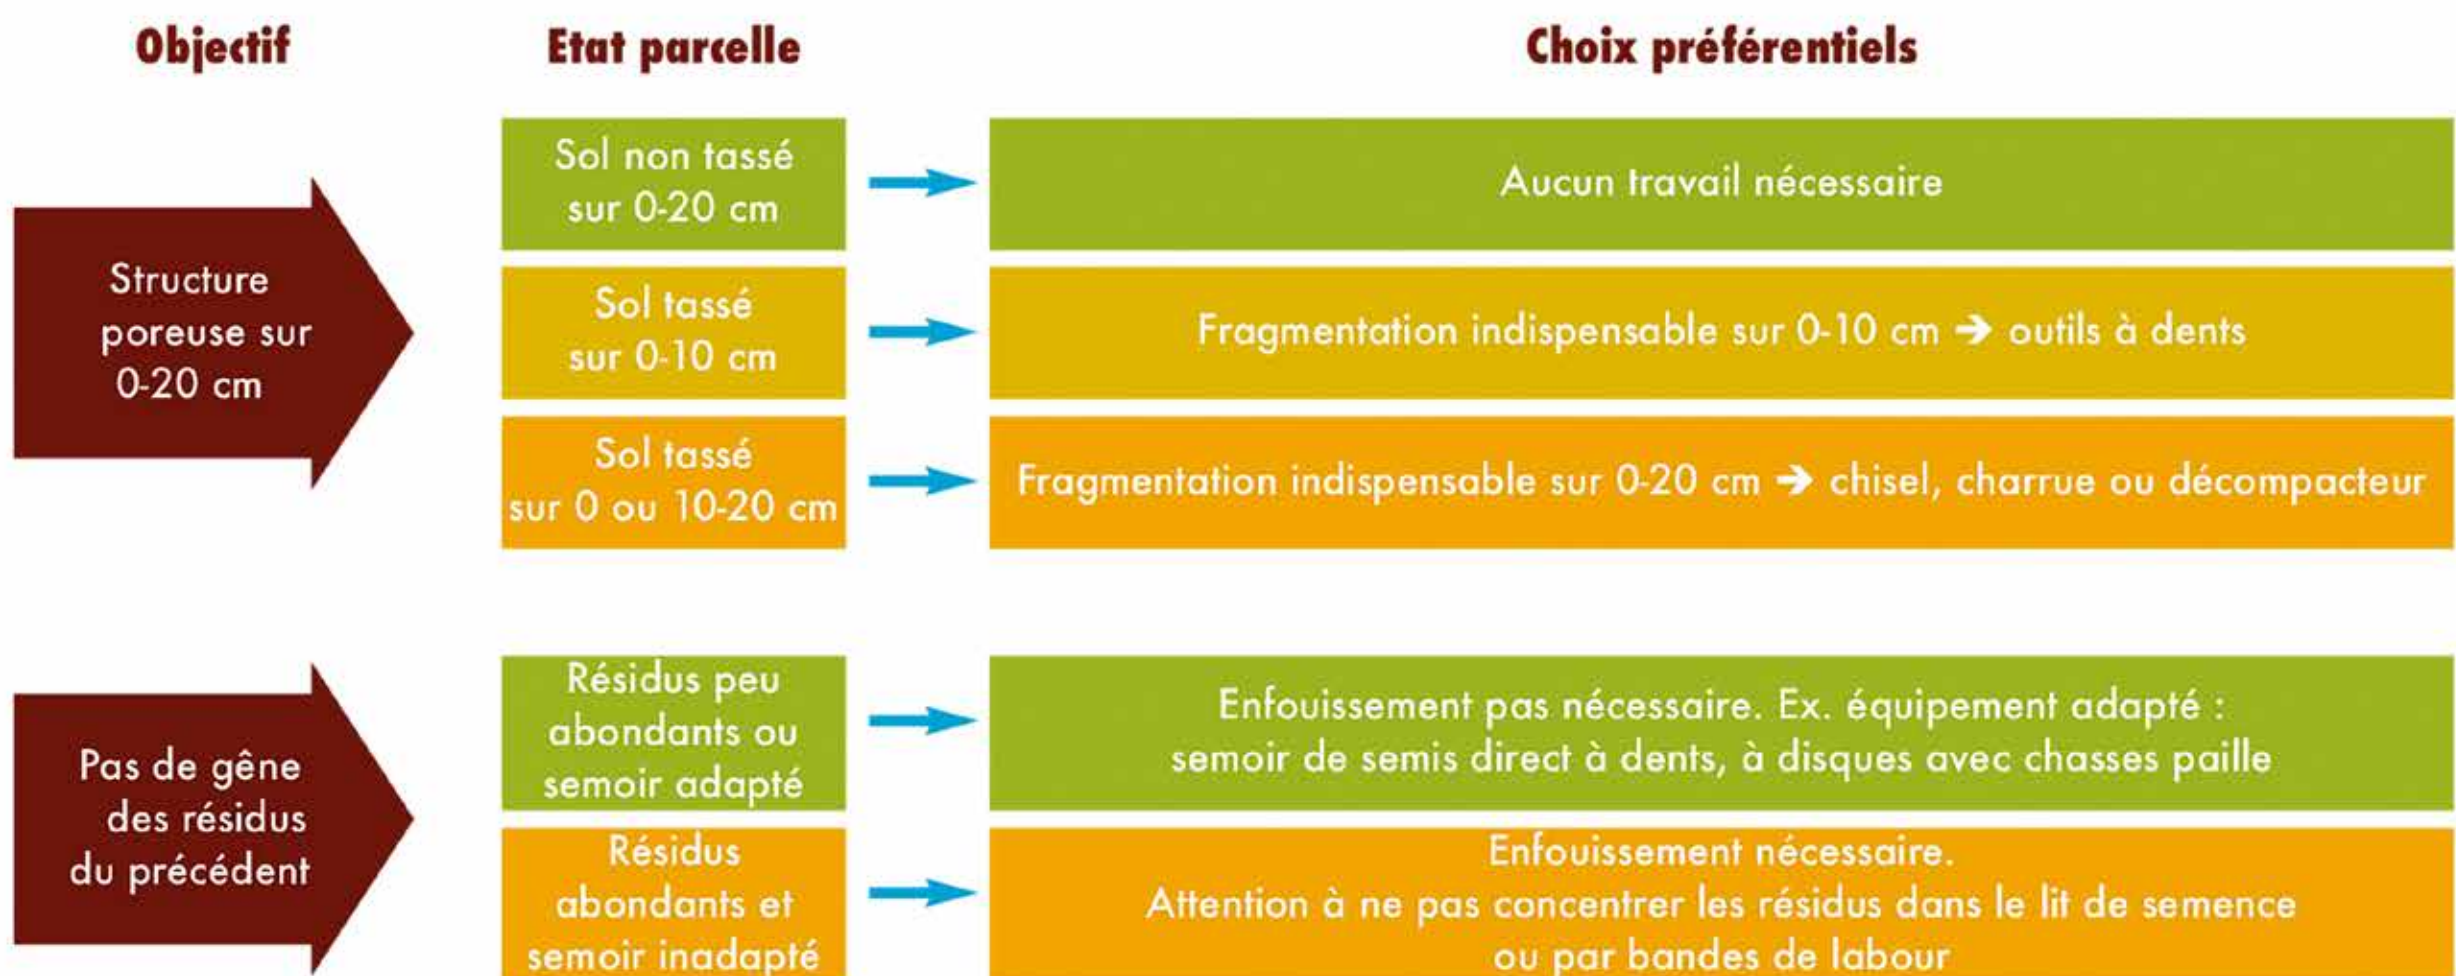 Objectif
Etat parcelle
Choix préférentiels
Structure
poreuse sur
0-20 cm
Sol non tassé
sur 0-20 cm
Aucun travail nécessaire
Sol tassé
sur 0-10 cm
Fragmentation indispensable sur 0-10 cm ➔ outils à dents
Sol tassé
sur 0 ou 10-20 cm
Fragmentation indispensable sur 0-20 cm ➔ chisel, charrue ou décompacteur
Pas de gêne
des résidus
du précédent
Résidus peu
abondants ou
semoir adapté
Enfouissement pas nécessaire. Ex. équipement adapté :
semoir de semis direct à dents, à disques avec chasses paille
Résidus
abondants et
semoir inadapté
Enfouissement nécessaire.
Attention à ne pas concentrer les résidus dans le lit de semence
ou par bandes de labour